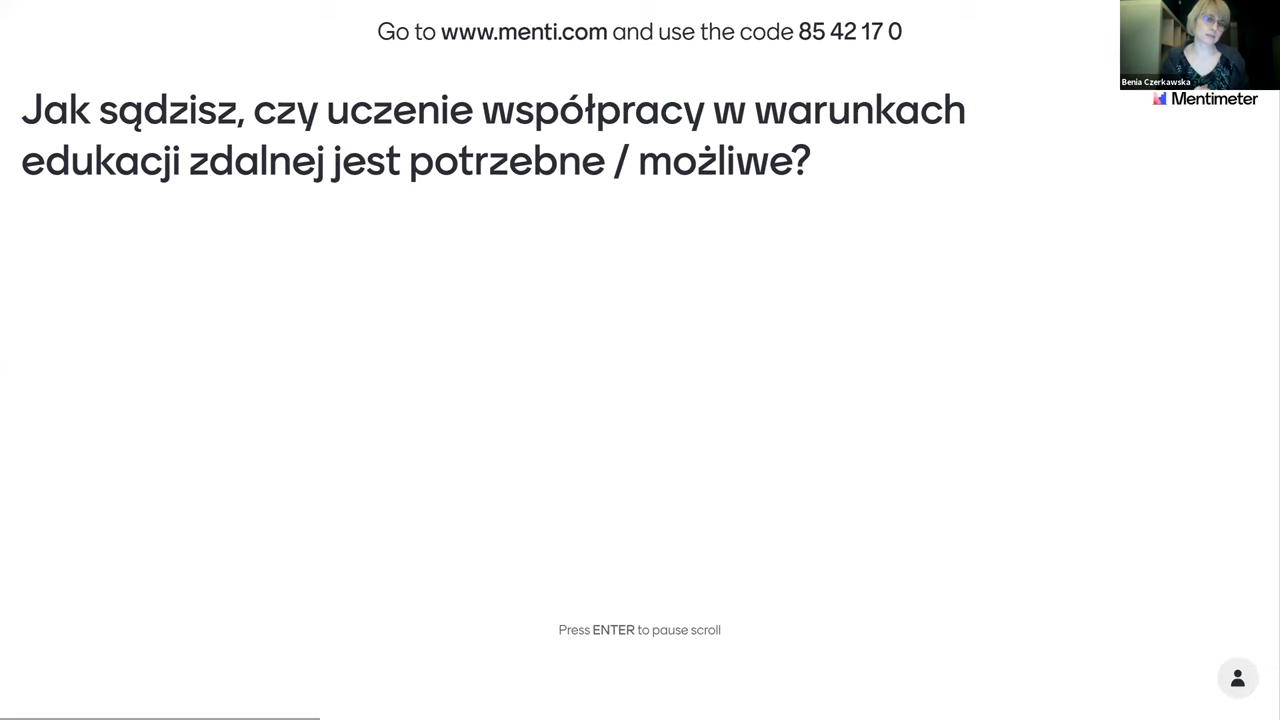 Go to www.menti.com and use the code 85 42 17 0
Benia Czerkawska
Mentimeter
Jak sądzisz, czy uczenie współpracy w warunkach
edukacji zdalnej jest potrzebne / możliwe?
Press ENTER to pause scroll